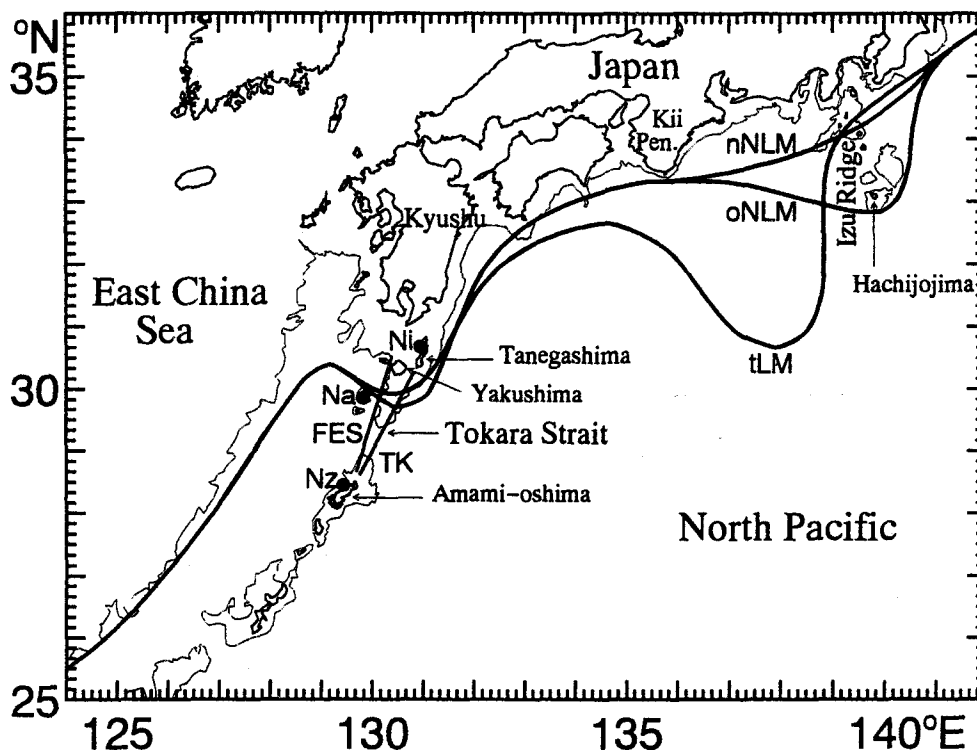 °N
35
30
25
125
130
135
140°E
Japan
Kii
Pen.
nNLM
oNLM
tLM
Izu Ridge
Hachijojima
Kyushu
East China
Sea
Ni
Tanegashima
Yakushima
Na
FES
Tokara Strait
TK
Nz
Amami-oshima
North Pacific